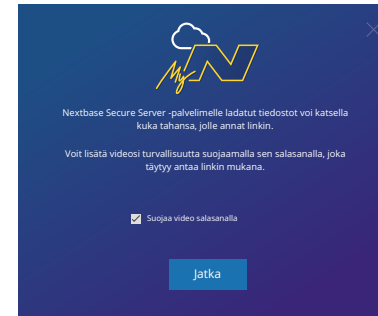 My N
Nextbase Secure Server -palvelimelle ladatut tiedostot voi katsella
kuka tahansa, jolle annat linkin.
Voit lisätä videosi turvallisuutta suojaamalla sen salasanalla, joka
täytyy antaa linkin mukana.
Suojaa video salasanalla
Jatka